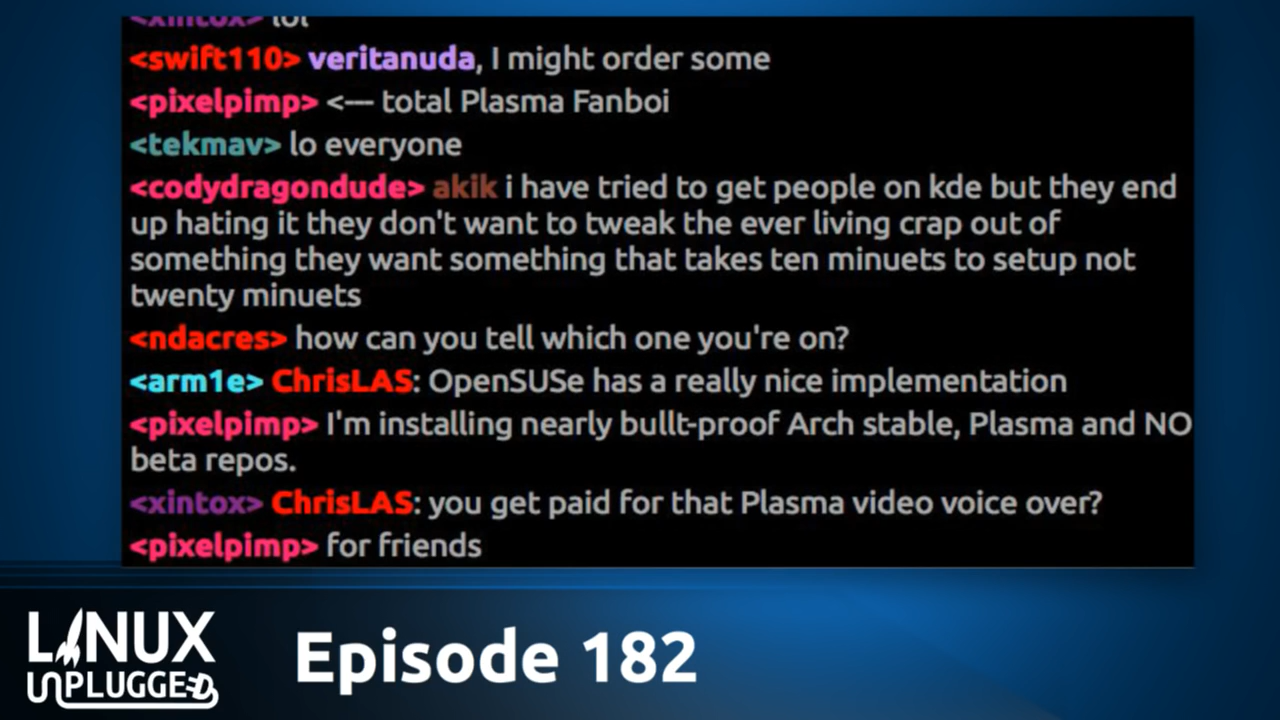 <xintox> lol
<swift110> veritanuda, I might order some
<pixelpimp> <--- total Plasma Fanboi
<tekmav> lo everyone
<codydragondude> akik i have tried to get people on kde but they end
up hating it they don't want to tweak the ever living crap out of
something they want something that takes ten minuets to setup not
twenty minuets
<ndacres> how can you tell which one you're on?
<arm1e> ChrisLAS: OpenSUSe has a really nice implementation
<pixelpimp> I'm installing nearly bullt-proof Arch stable, Plasma and NO
beta repos.
<xintox> ChrisLAS: you get paid for that Plasma video voice over?
<pixelpimp> for friends
LINUX
UNPLUGGED
Episode 182